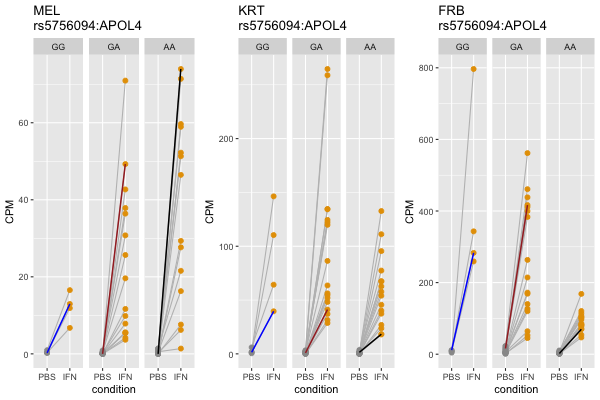 MEL
rs5756094:APOL4
GG GA AA
CPM
60
40
20
0
PBS IFN PBS IFN PBS IFN
condition
KRT
rs5756094:APOL4
GG GA AA
CPM
200
100
0
PBS IFN PBS IFN PBS IFN
condition
FRB
rs5756094:APOL4
GG GA AA
CPM
800
600
400
200
0
PBS IFN PBS IFN PBS IFN
condition